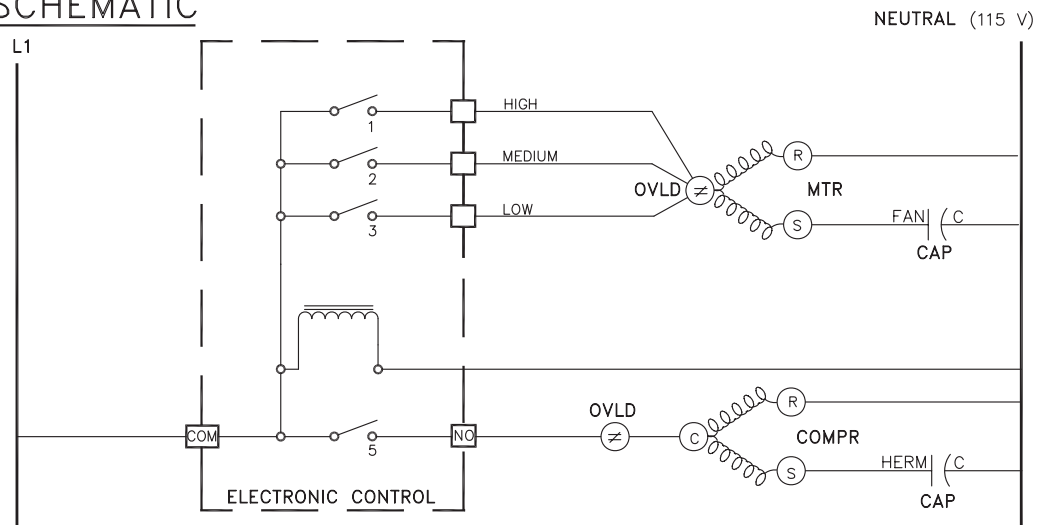 SCHEMATIC
NEUTRAL (115 V)
L1
HIGH
1
MEDIUM
2
LOW
3
OVLD
≠
R
MTR
S
FAN
C
CAP
OVLD
≠
C
R
COMPR
S
HERM
C
CAP
COM
NO
5
ELECTRONIC CONTROL